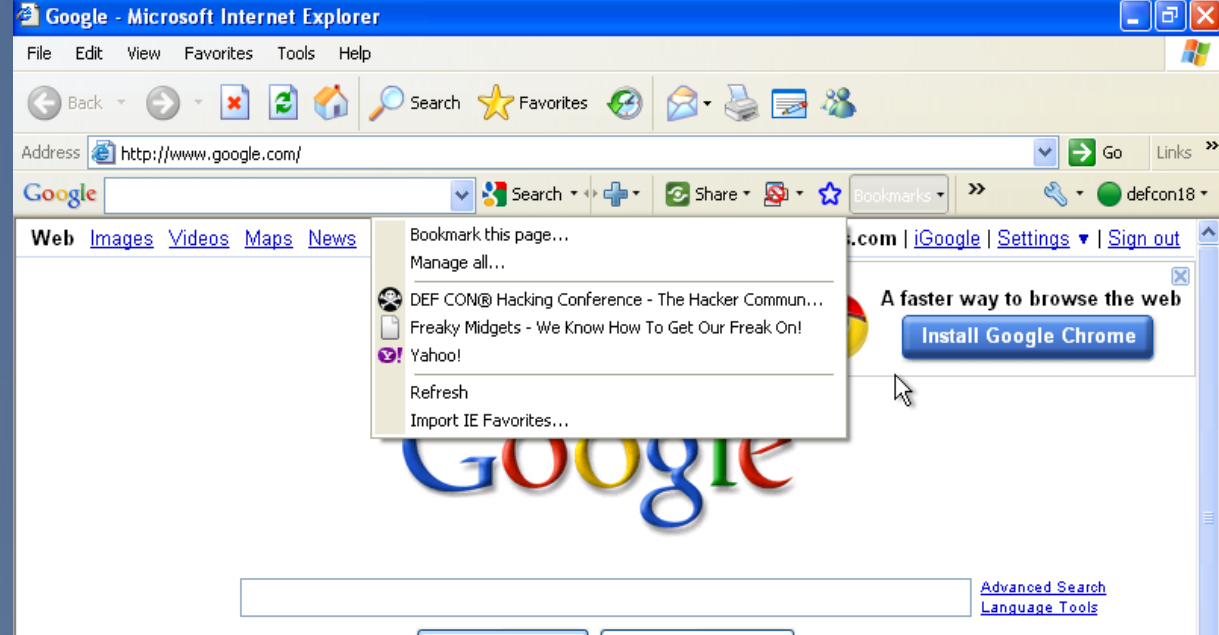 Google - Microsoft Internet Explorer
File Edit View Favorites Tools Help
Back Search Favorites
Address http://www.google.com/ Go Links »
Google Search Share Bookmarks » defcon18
Web Images Videos Maps News .com | iGoogle | Settings ▼ | Sign out
Bookmark this page...
Manage all...
DEF CON® Hacking Conference - The Hacker Commun...
Freaky Midgets - We Know How To Get Our Freak On!
Y! Yahoo!
Refresh
Import IE Favorites...
A faster way to browse the web
Install Google Chrome
Google
Advanced Search
Language Tools